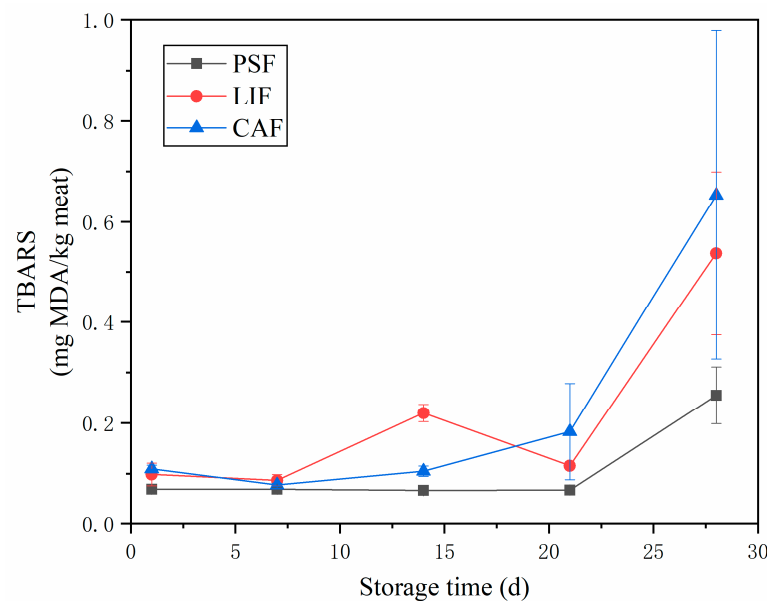 1.0
0.8
0.6
0.4
0.2
0.0
TBARS
(mg MDA/kg meat)
PSF
LIF
CAF
0 5 10 15 20 25 30
Storage time (d)